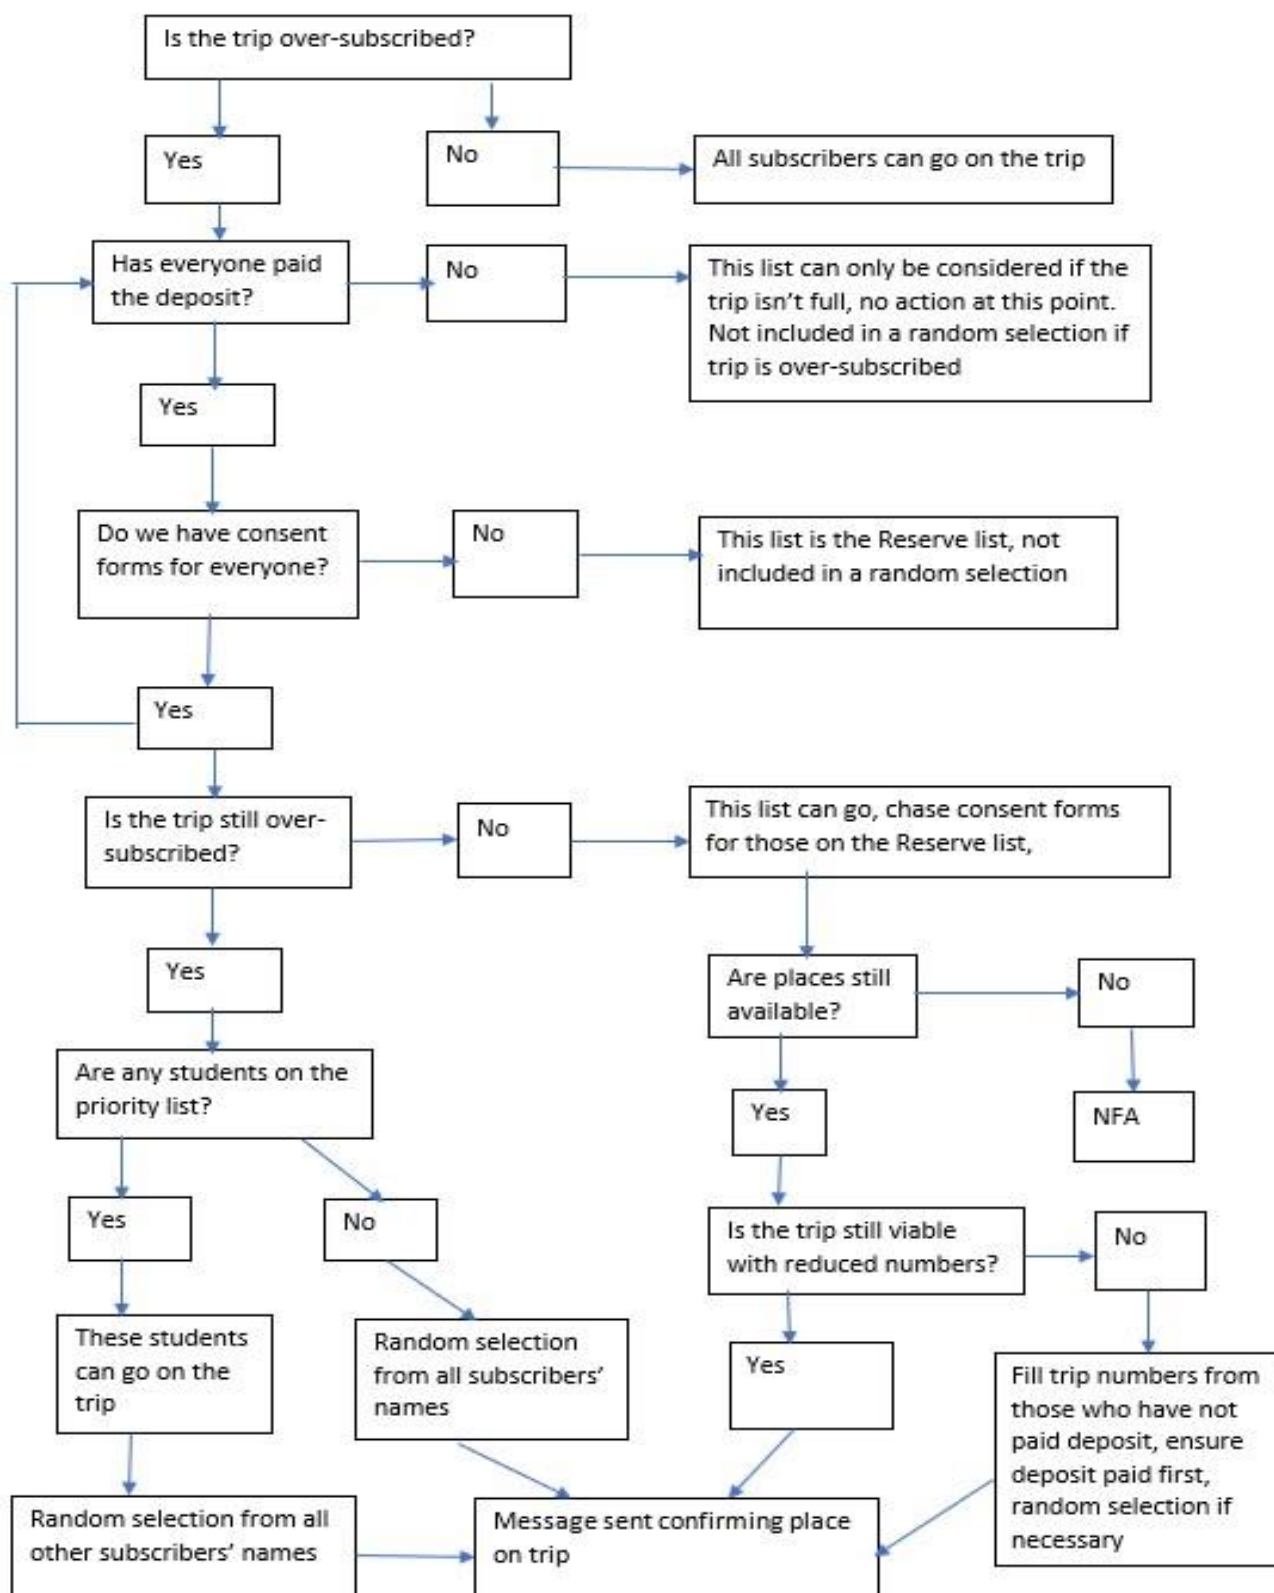 Is the trip over-subscribed?
Yes
No
All subscribers can go on the trip
Has everyone paid
the deposit?
No
This list can only be considered if the
trip isn't full, no action at this point.
Not included in a random selection if
trip is over-subscribed
Yes
Do we have consent
forms for everyone?
No
This list is the Reserve list, not
included in a random selection
Yes
Is the trip still over-
subscribed?
No
This list can go, chase consent forms
for those on the Reserve list,
Yes
Are places still
available?
No
Are any students on the
priority list?
Yes
NFA
Yes
No
Is the trip still viable
with reduced numbers?
No
These students
can go on the
trip
Random selection
from all subscribers'
names
Yes
Fill trip numbers from
those who have not
paid deposit, ensure
deposit paid first,
random selection if
necessary
Random selection from all
other subscribers' names
Message sent confirming place
on trip